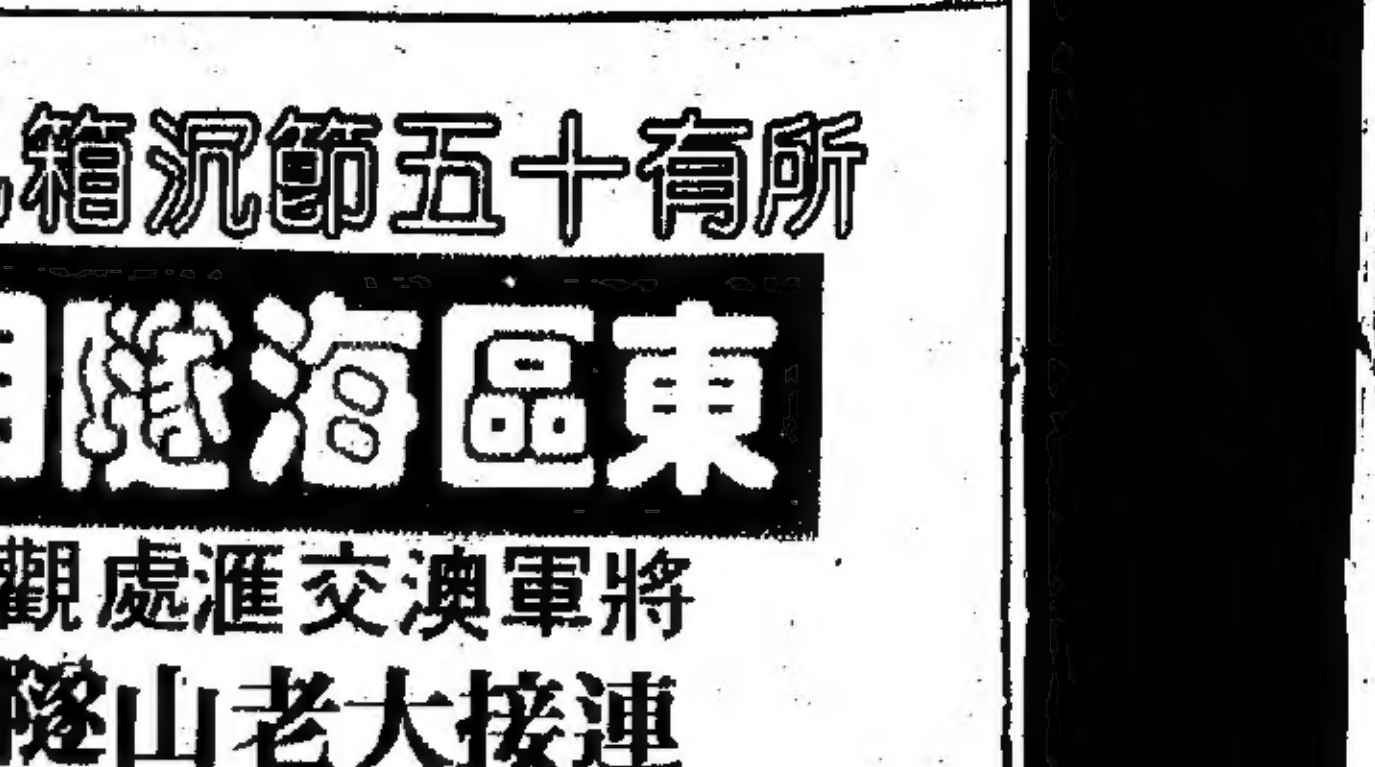 所有十五節沉箱
東區海隧
將軍澳交滙處觀
連接大老山隧